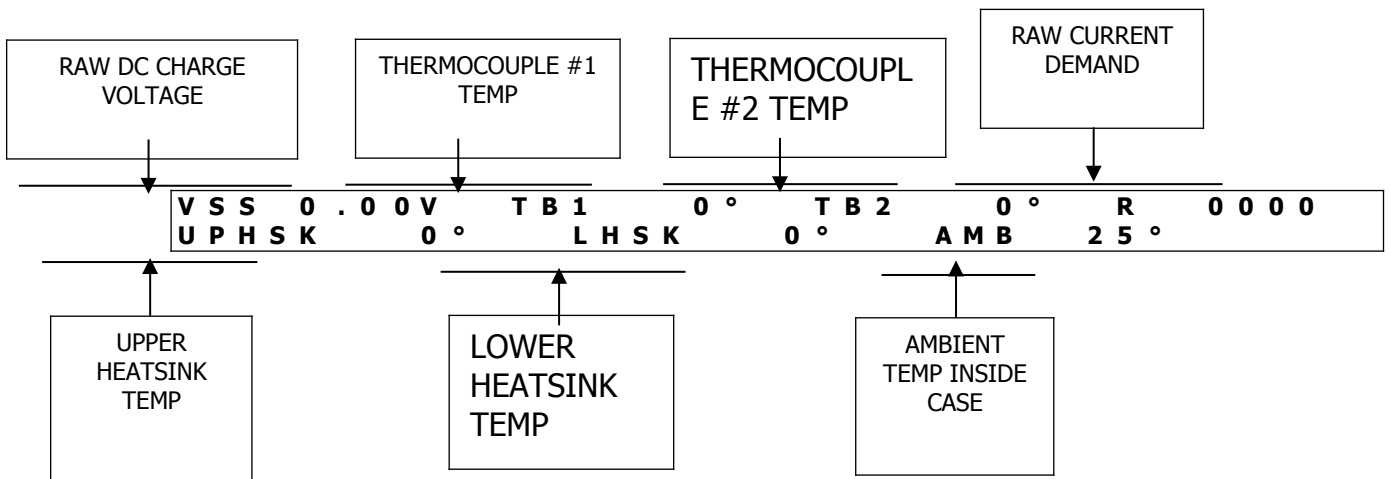 RAW DC CHARGE
VOLTAGE
THERMOCOUPLE #1
TEMP
THERMOCOUPL
E #2 TEMP
RAW CURRENT
DEMAND
VSS 0.00V TB1 0° TB2 0° R 0000
UPHSK 0° LHSK 0° AMB 25°
UPPER
HEATSINK
TEMP
LOWER
HEATSINK
TEMP
AMBIENT
TEMP INSIDE
CASE